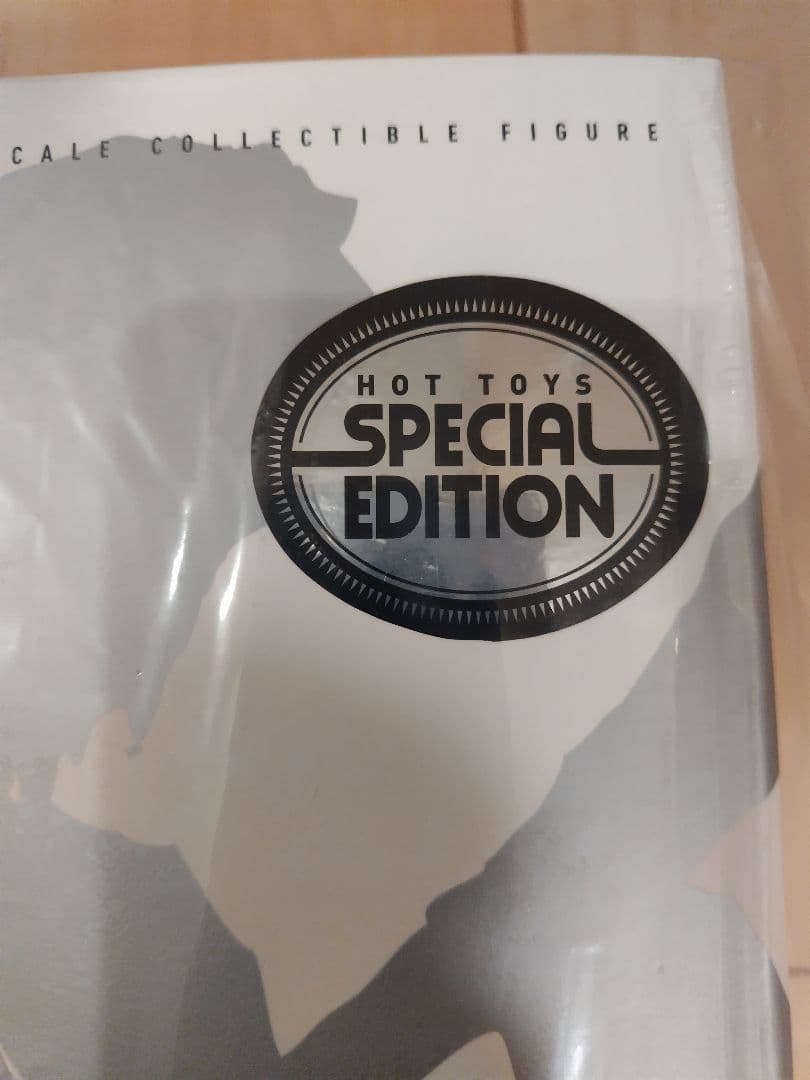 CALE COLLECTIBLE FIGURE
HOT TOYS
SPECIAL
EDITION